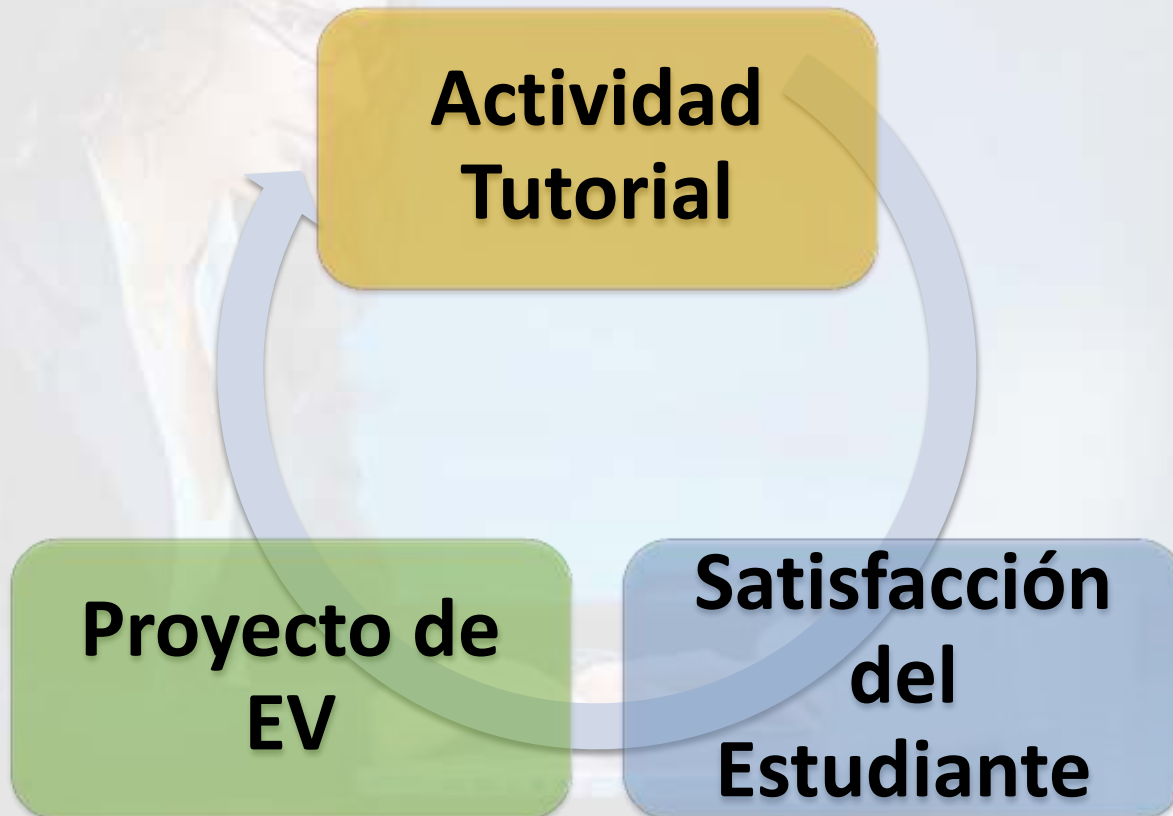 Actividad
Tutorial
Proyecto de
EV
Satisfacción
del
Estudiante